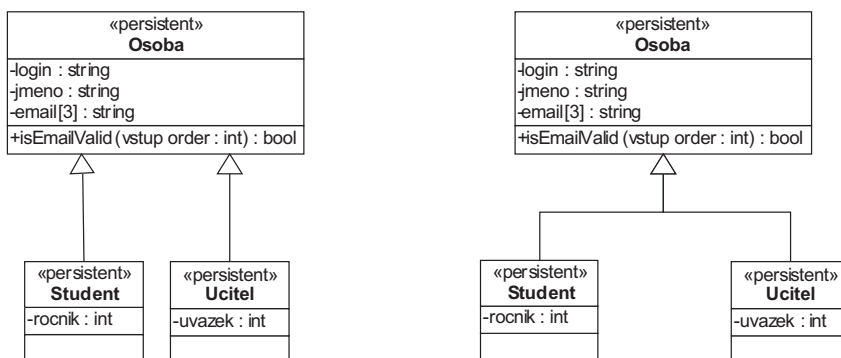 «persistent»
Osoba
-login : string
-jmeno : string
-email[3] : string
+isEmailValid(vstup order : int) : bool
«persistent»
Student
-rocnik : int
«persistent»
Ucitel
-uvazek : int
«persistent»
Osoba
-login : string
-jmeno : string
-email[3] : string
+isEmailValid(vstup order : int) : bool
«persistent»
Student
-rocnik : int
«persistent»
Ucitel
-uvazek : int